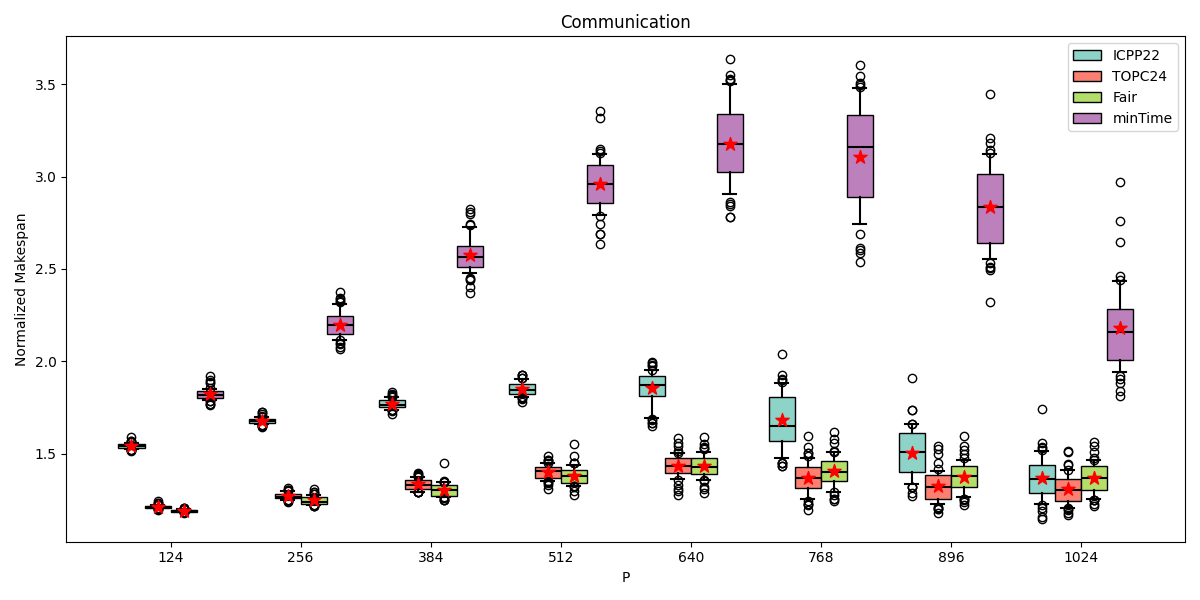 Communication
Normalized Makespan
3.5
3.0
2.5
2.0
1.5
ICPP22
TOPC24
Fair
minTime
124 256 384 512 640 768 896 1024
P